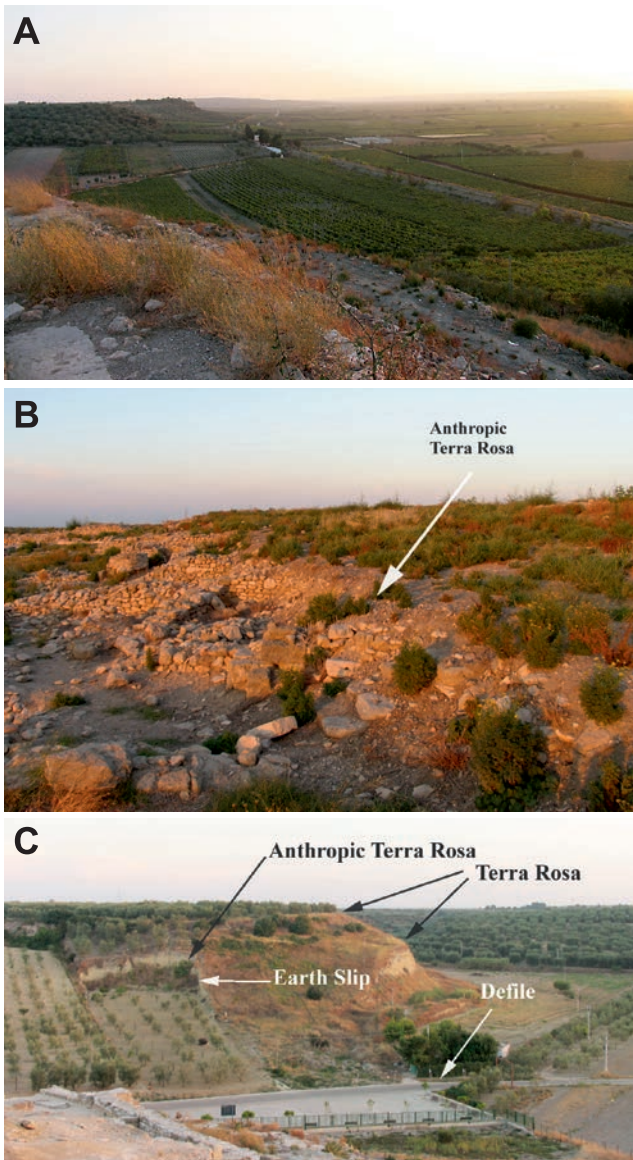 A
B
Anthropic
Terra Rosa
C
Anthropic Terra Rosa
Terra Rosa
Earth Slip
Defile